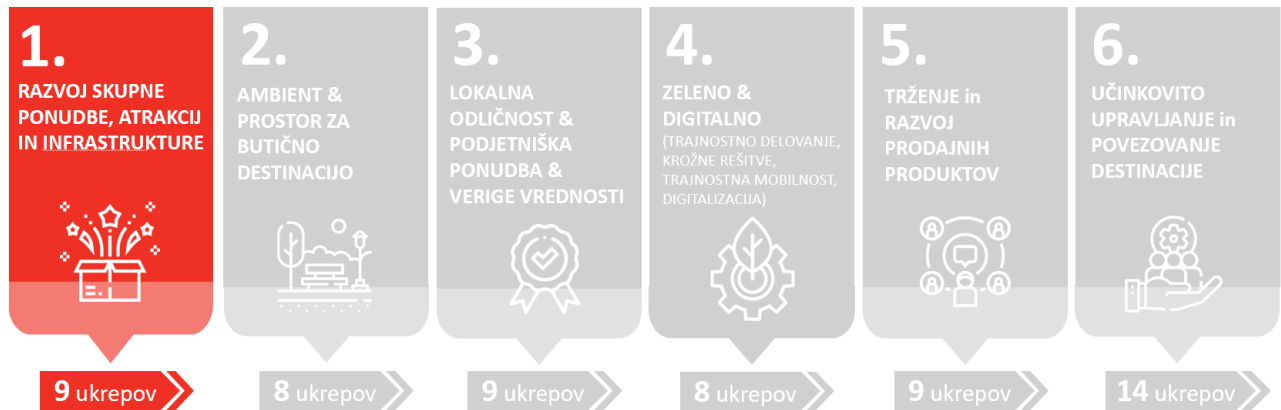 1.
RAZVOJ SKUPNE
PONUDBE, ATRAKCIJ
IN INFRASTRUKTURE
9 ukrepov
2.
AMBIENT &
PROSTOR ZA
BUTIČNO
DESTINACIJO
8 ukrepov
3.
LOKALNA
ODLIČNOST &
PODJETNIŠKA
PONUDBA &
VERIGE VREDNOSTI
9 ukrepov
4.
ZELENO &
DIGITALNO
(TRAJNOSTNO DELOVANJE,
KROŽNE REŠITVE,
TRAJNOSTNA MOBILNOST,
DIGITALIZACIJA)
8 ukrepov
5.
TRŽENJE in
RAZVOJ
PRODAJNIH
PRODUKTOV
9 ukrepov
6.
UČINKOVITO
UPRAVLJANJE in
POVEZOVANJE
DESTINACIJE
14 ukrepov